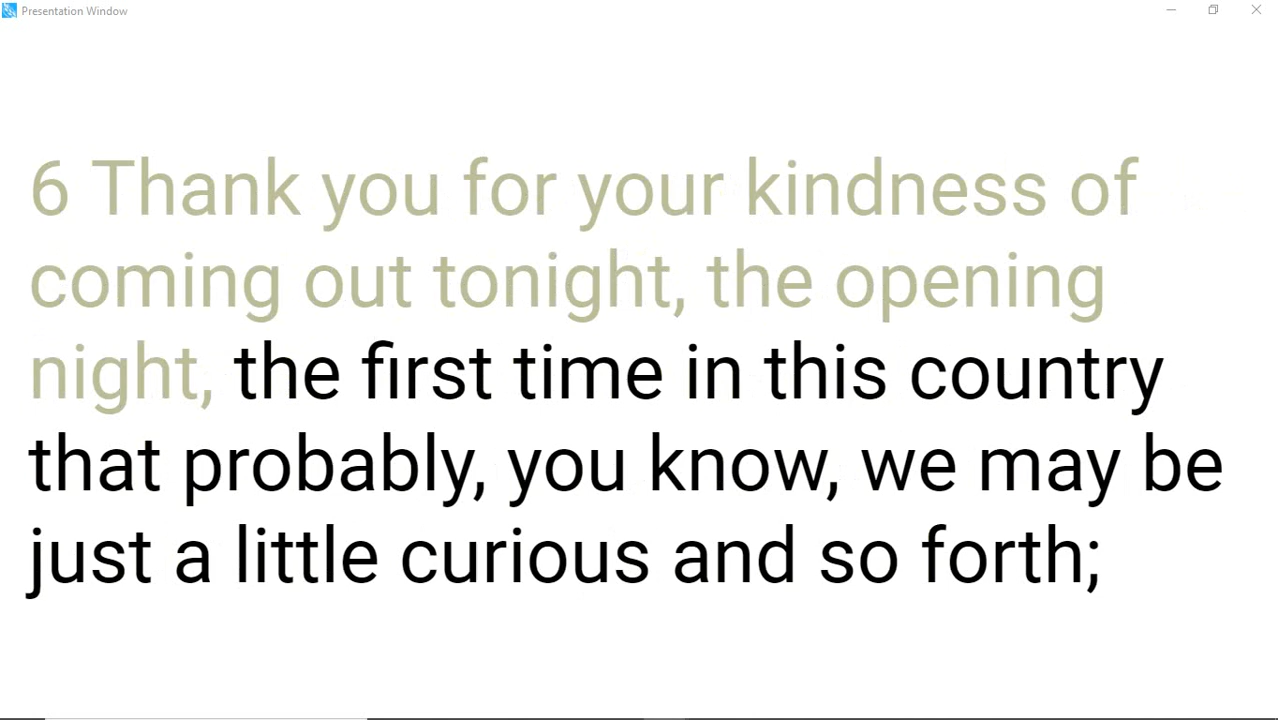 Presentation Window
6 Thank you for your kindness of
coming out tonight, the opening
night, the first time in this country
that probably, you know, we may be
just a little curious and so forth;